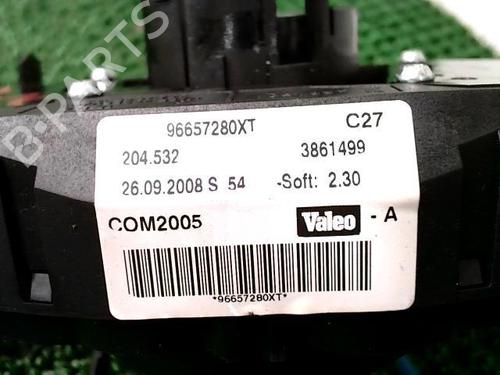 B-PARTS
96657280XT C27
204.532 3861499
26.09.2008 S 54 -Soft: 2.30
COM2005 Valeo - A
*96657280XT*